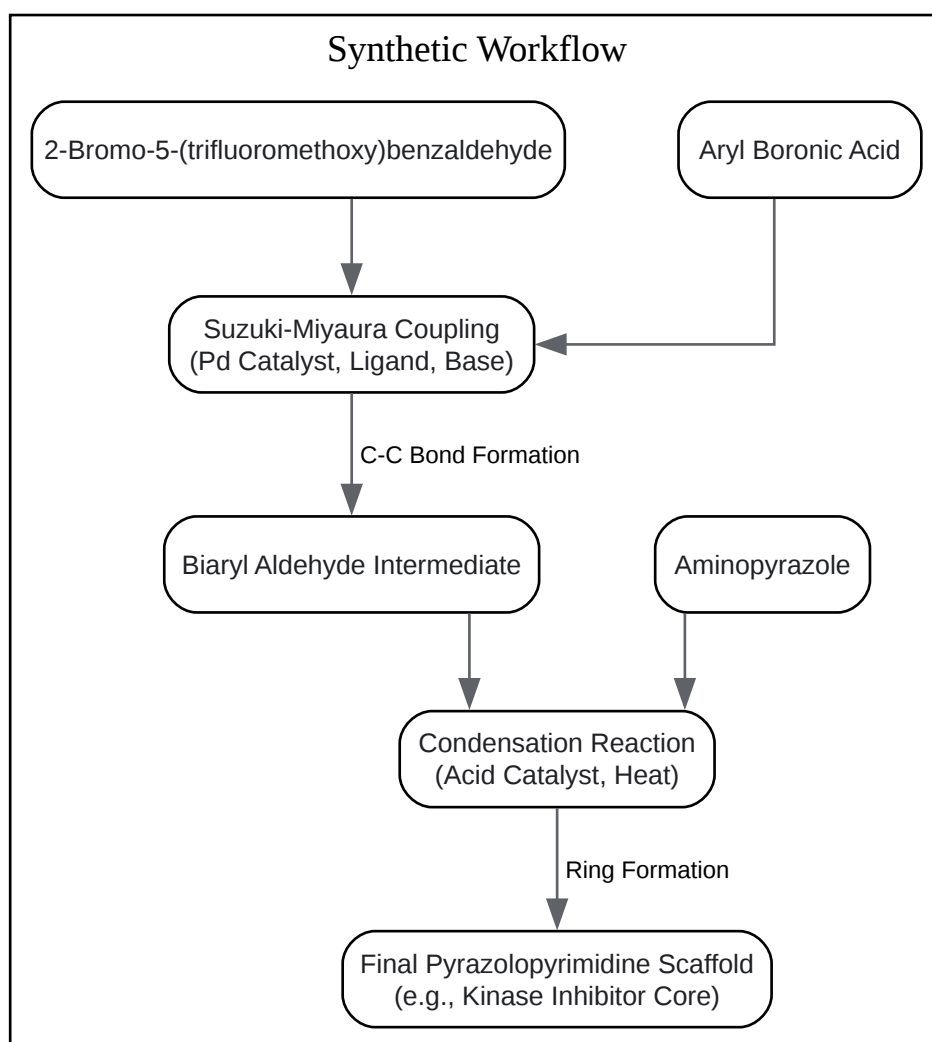 Synthetic Workflow
2-Bromo-5-(trifluoromethoxy)benzaldehyde
Aryl Boronic Acid
Suzuki-Miyaura Coupling
(Pd Catalyst, Ligand, Base)
C-C Bond Formation
Biaryl Aldehyde Intermediate
Aminopyrazole
Condensation Reaction
(Acid Catalyst, Heat)
Ring Formation
Final Pyrazolopyrimidine Scaffold
(e.g., Kinase Inhibitor Core)